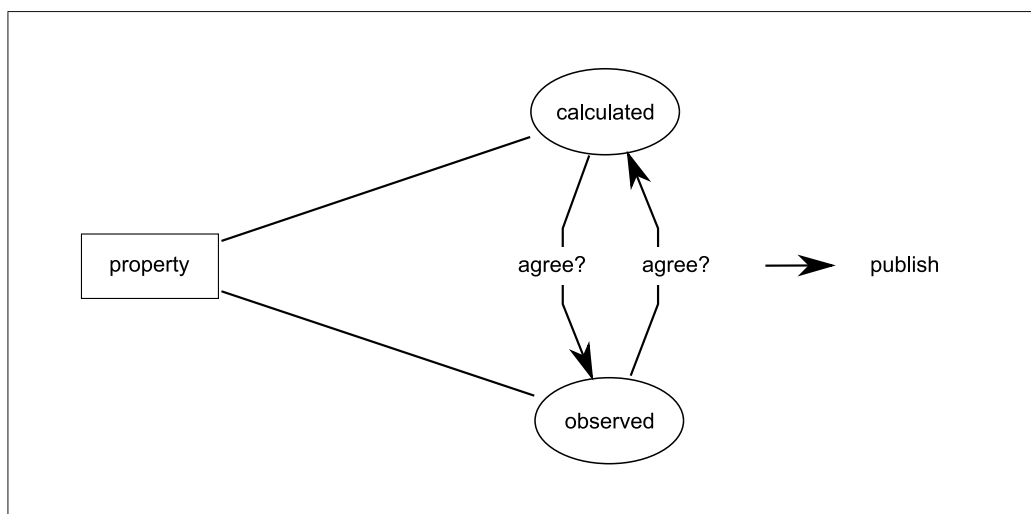 calculated
property
agree?
agree?
publish
observed